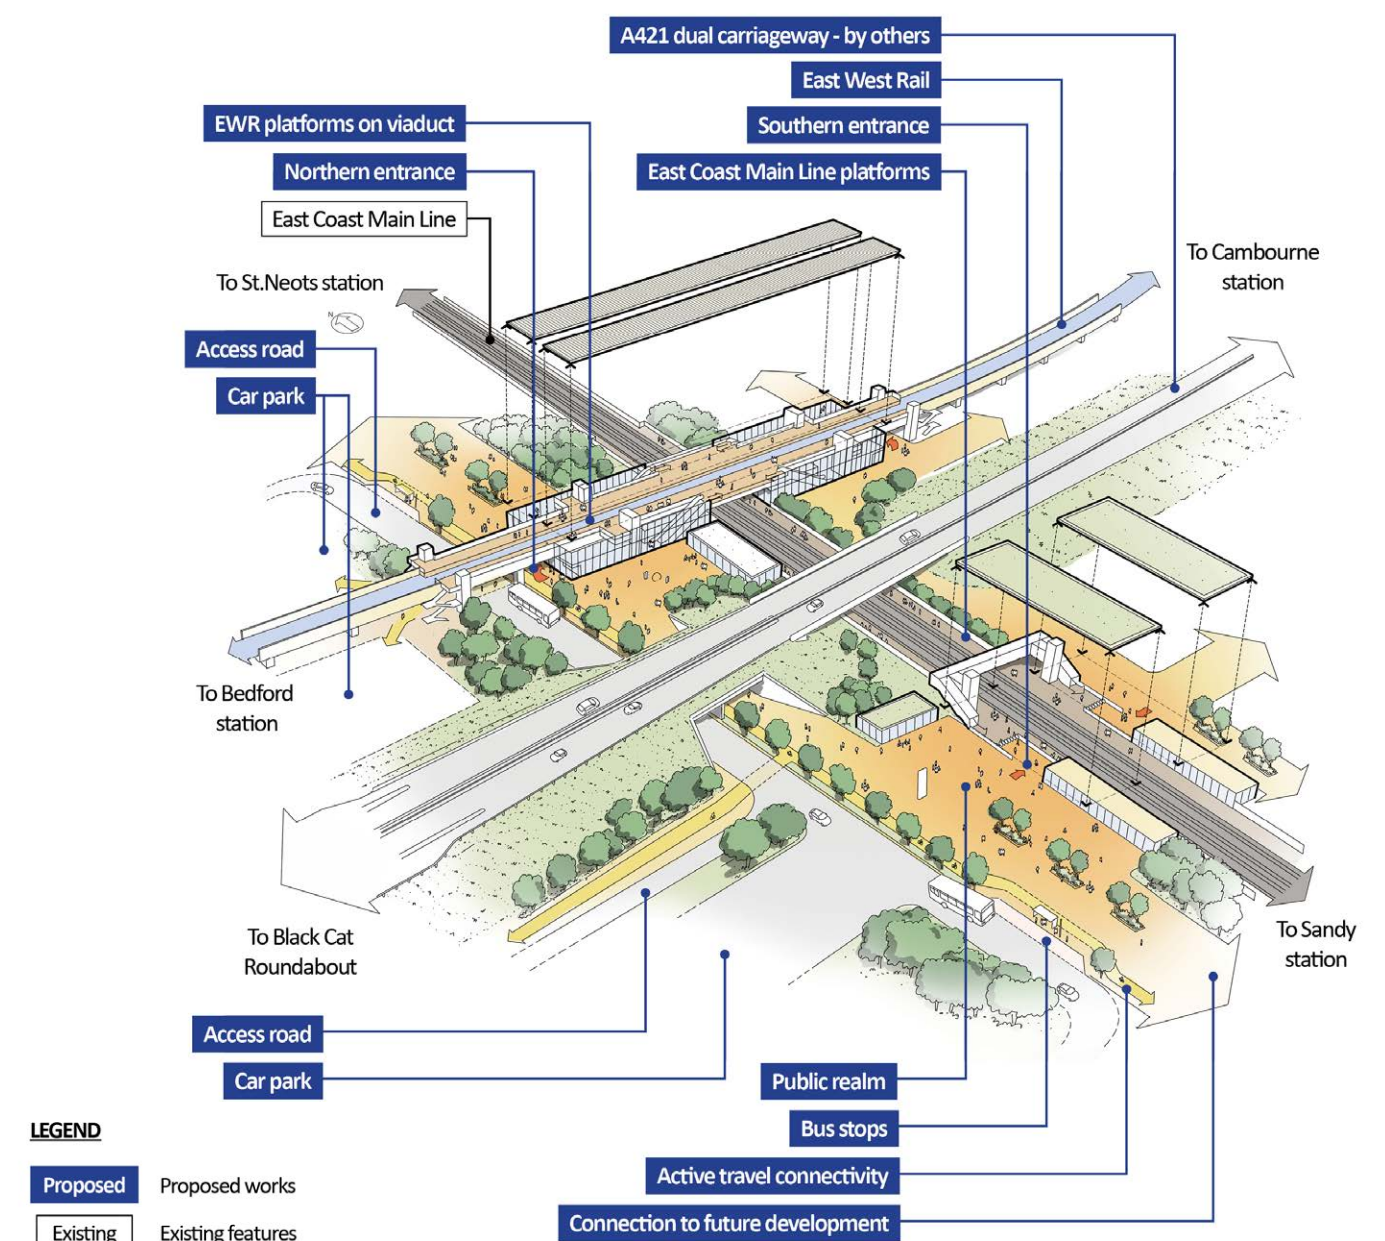 A421 dual carriageway - by others
East West Rail
EWR platforms on viaduct
Southern entrance
Northern entrance
East Coast Main Line platforms
East Coast Main Line
To Cambourne
station
To St.Neots station
N
Access road
Car park
To Bedford
station
To Black Cat
Roundabout
To Sandy
station
Access road
Car park
Public realm
Bus stops
Active travel connectivity
Connection to future development
LEGEND
Proposed Proposed works
Existing Existing features